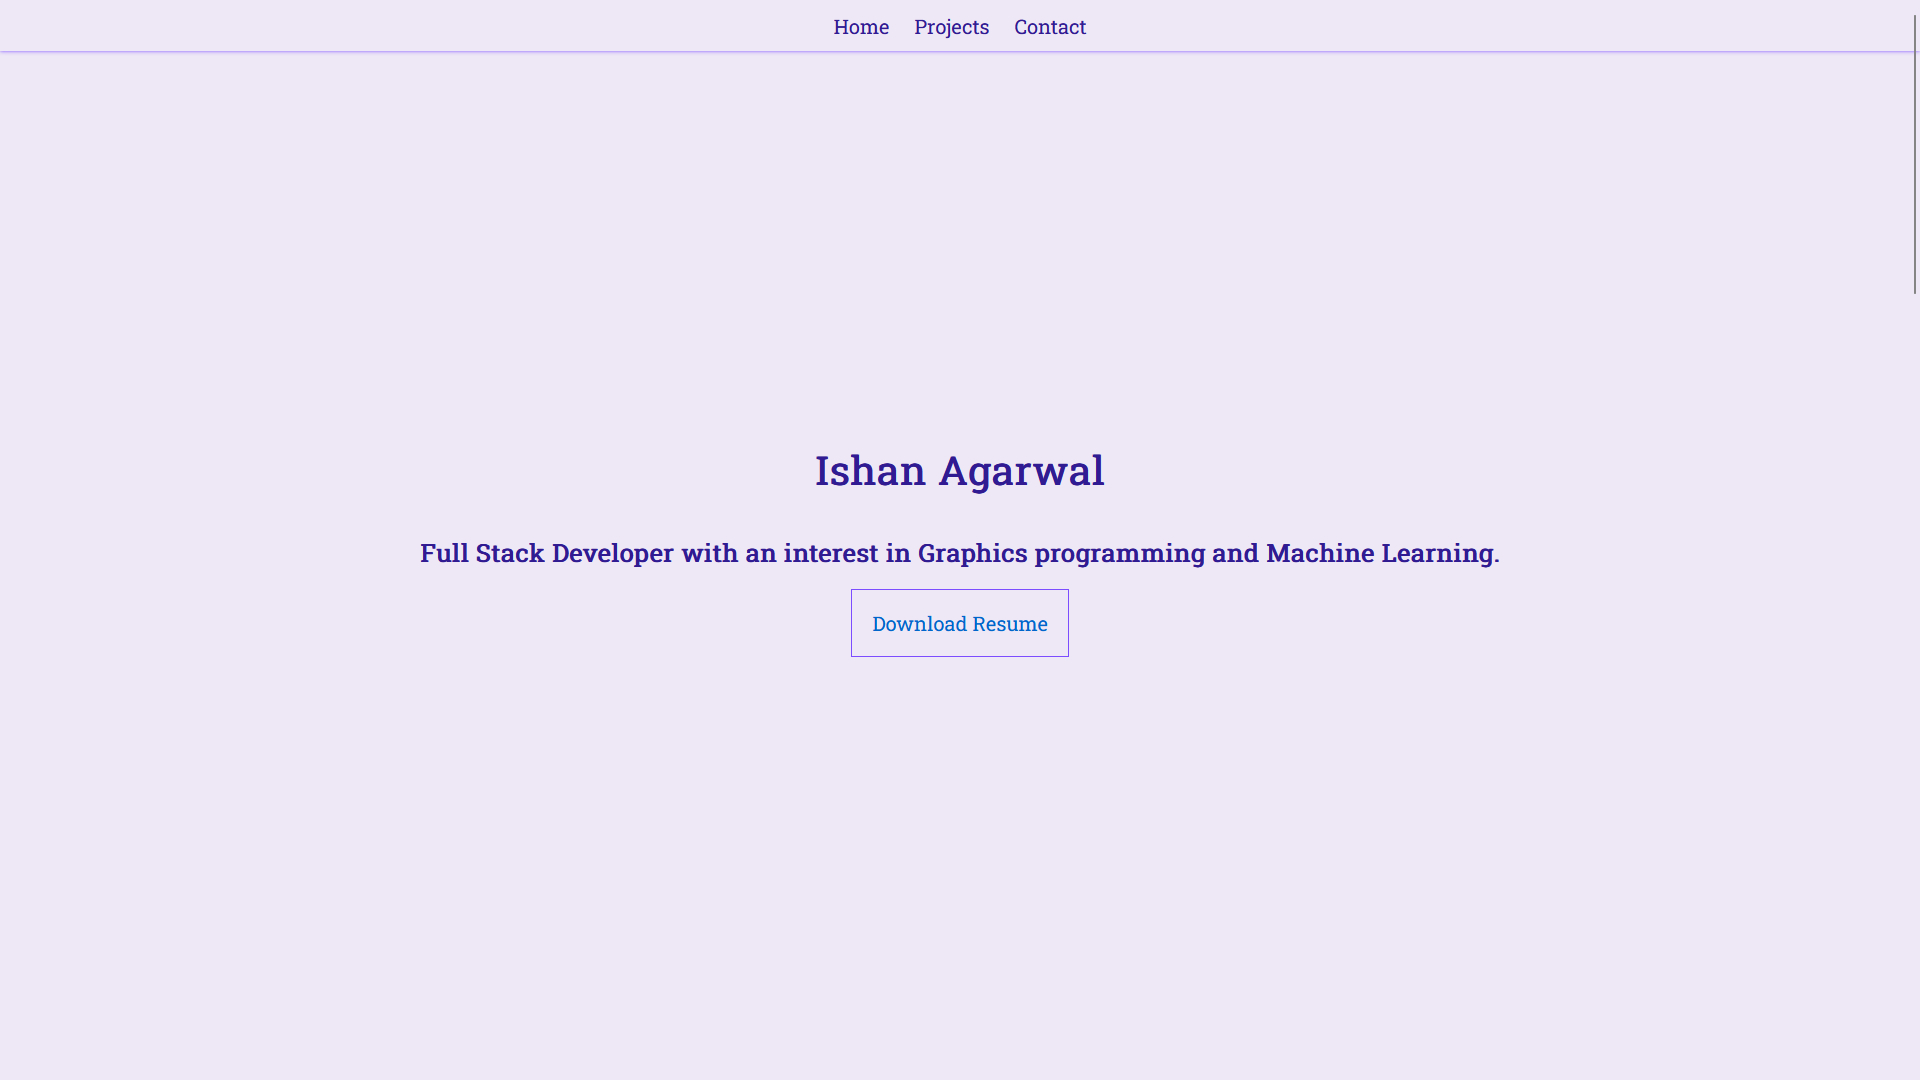 Home Projects Contact
Ishan Agarwal
Full Stack Developer with an interest in Graphics programming and Machine Learning.
Download Resume